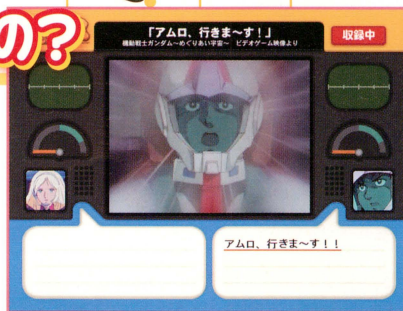 の?
「アムロ、行きま〜す!」
機動戦士ガンダム〜めぐりあい宇宙〜 ビデオゲーム映像より
収録中
アムロ、行きま〜す!!